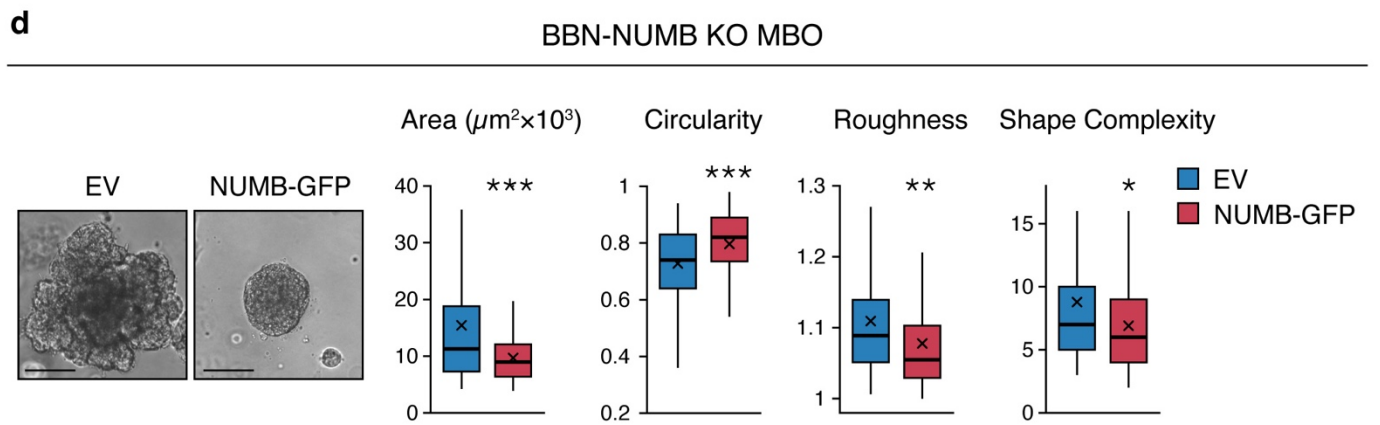 d
BBN-NUMB KO MBO
EV
NUMB-GFP
Area (µm²×10³)
40
30
20
10
0
***
Circularity
1
0.8
0.6
0.4
0.2
***
Roughness
1.3
1.2
1.1
1
**
Shape Complexity
15
10
5
0
*
EV
NUMB-GFP